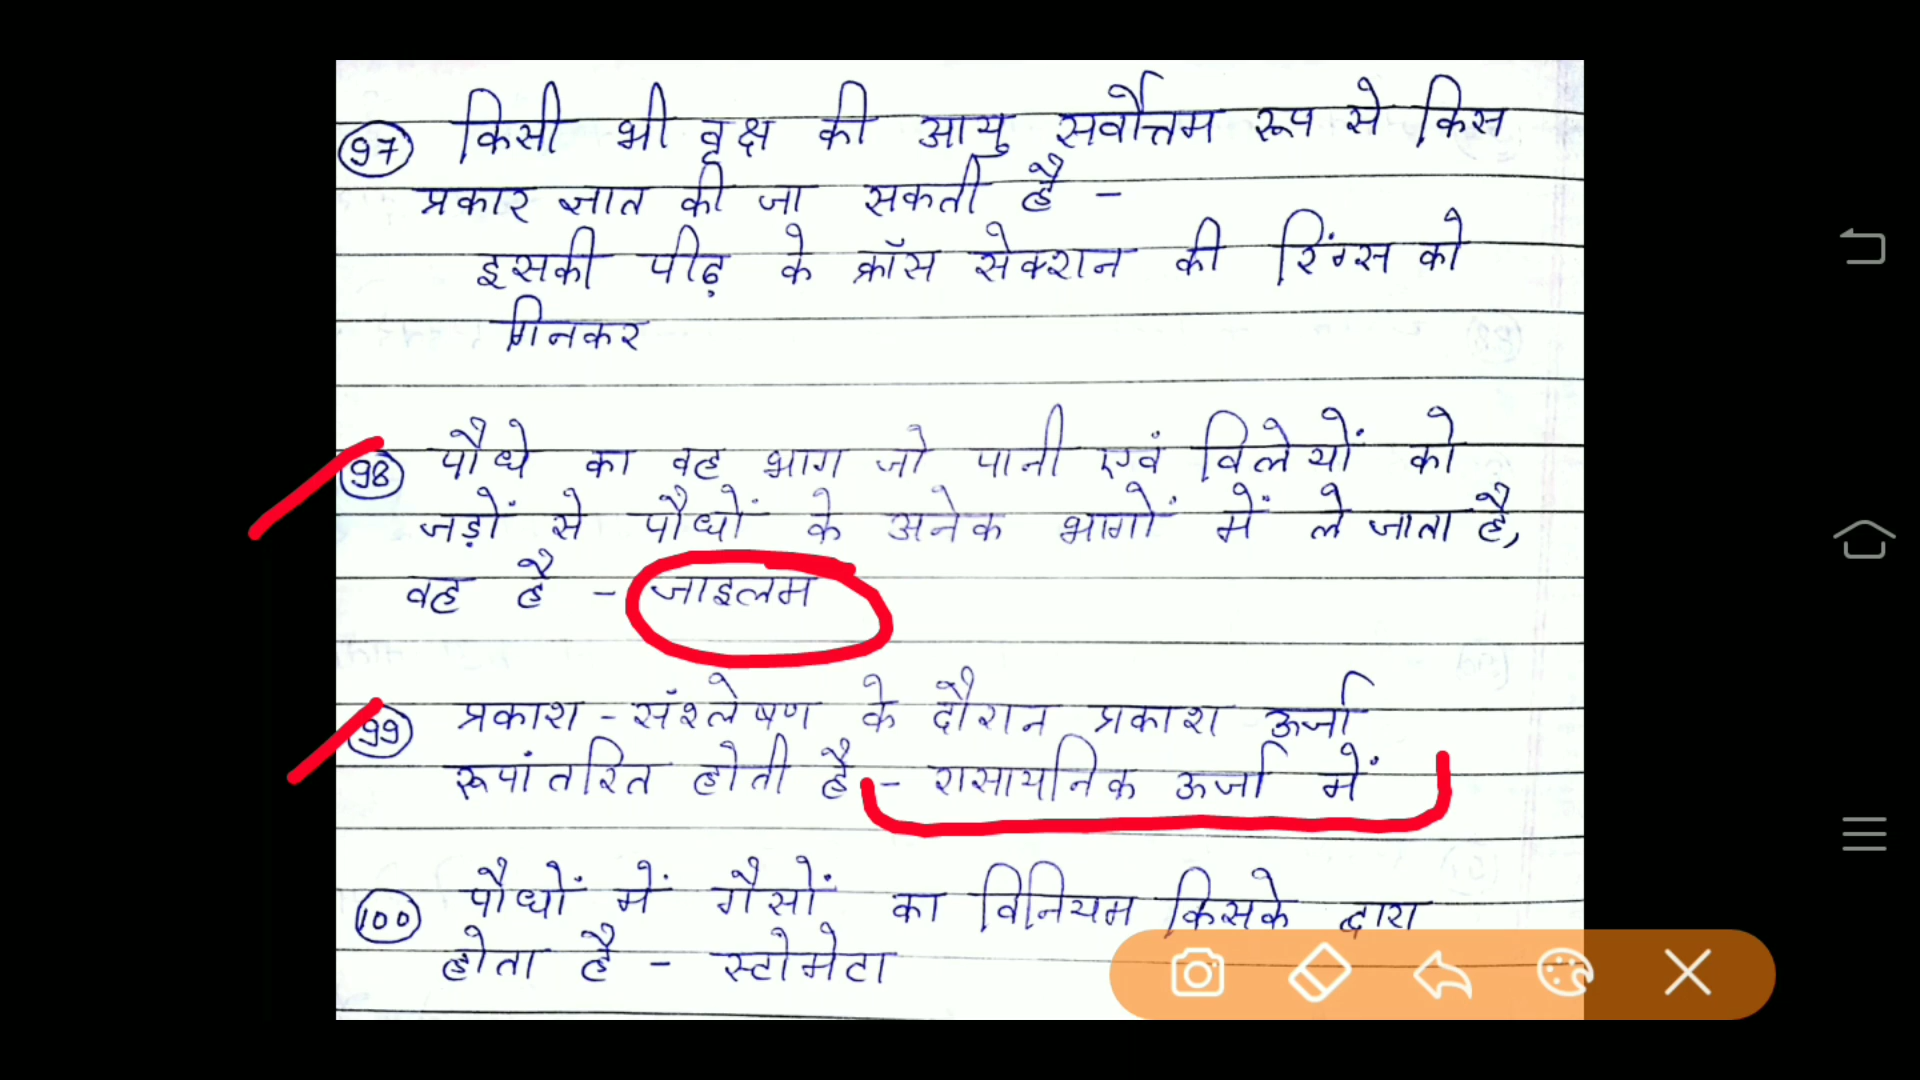 97 किसी भी वृक्ष की आयु सर्वोत्तम रूप से किस
प्रकार ज्ञात की जा सकती है -
इसकी पीढ़ के क्रॉस सेक्शन की रिंग्स को
गिनकर
98 पौधे का वह भाग जो पानी एवं विलेयों को
जड़ों से पौधों के अनेक भागों में ले जाता है,
वह है - जाइलम
99 प्रकाश - संश्लेषण के दौरान प्रकाश ऊर्जा
रूपांतरित होती है - रासायनिक ऊर्जा में
100 पौधों में गैसों का विनियम किसके द्वारा
होता है - स्टोमेटा